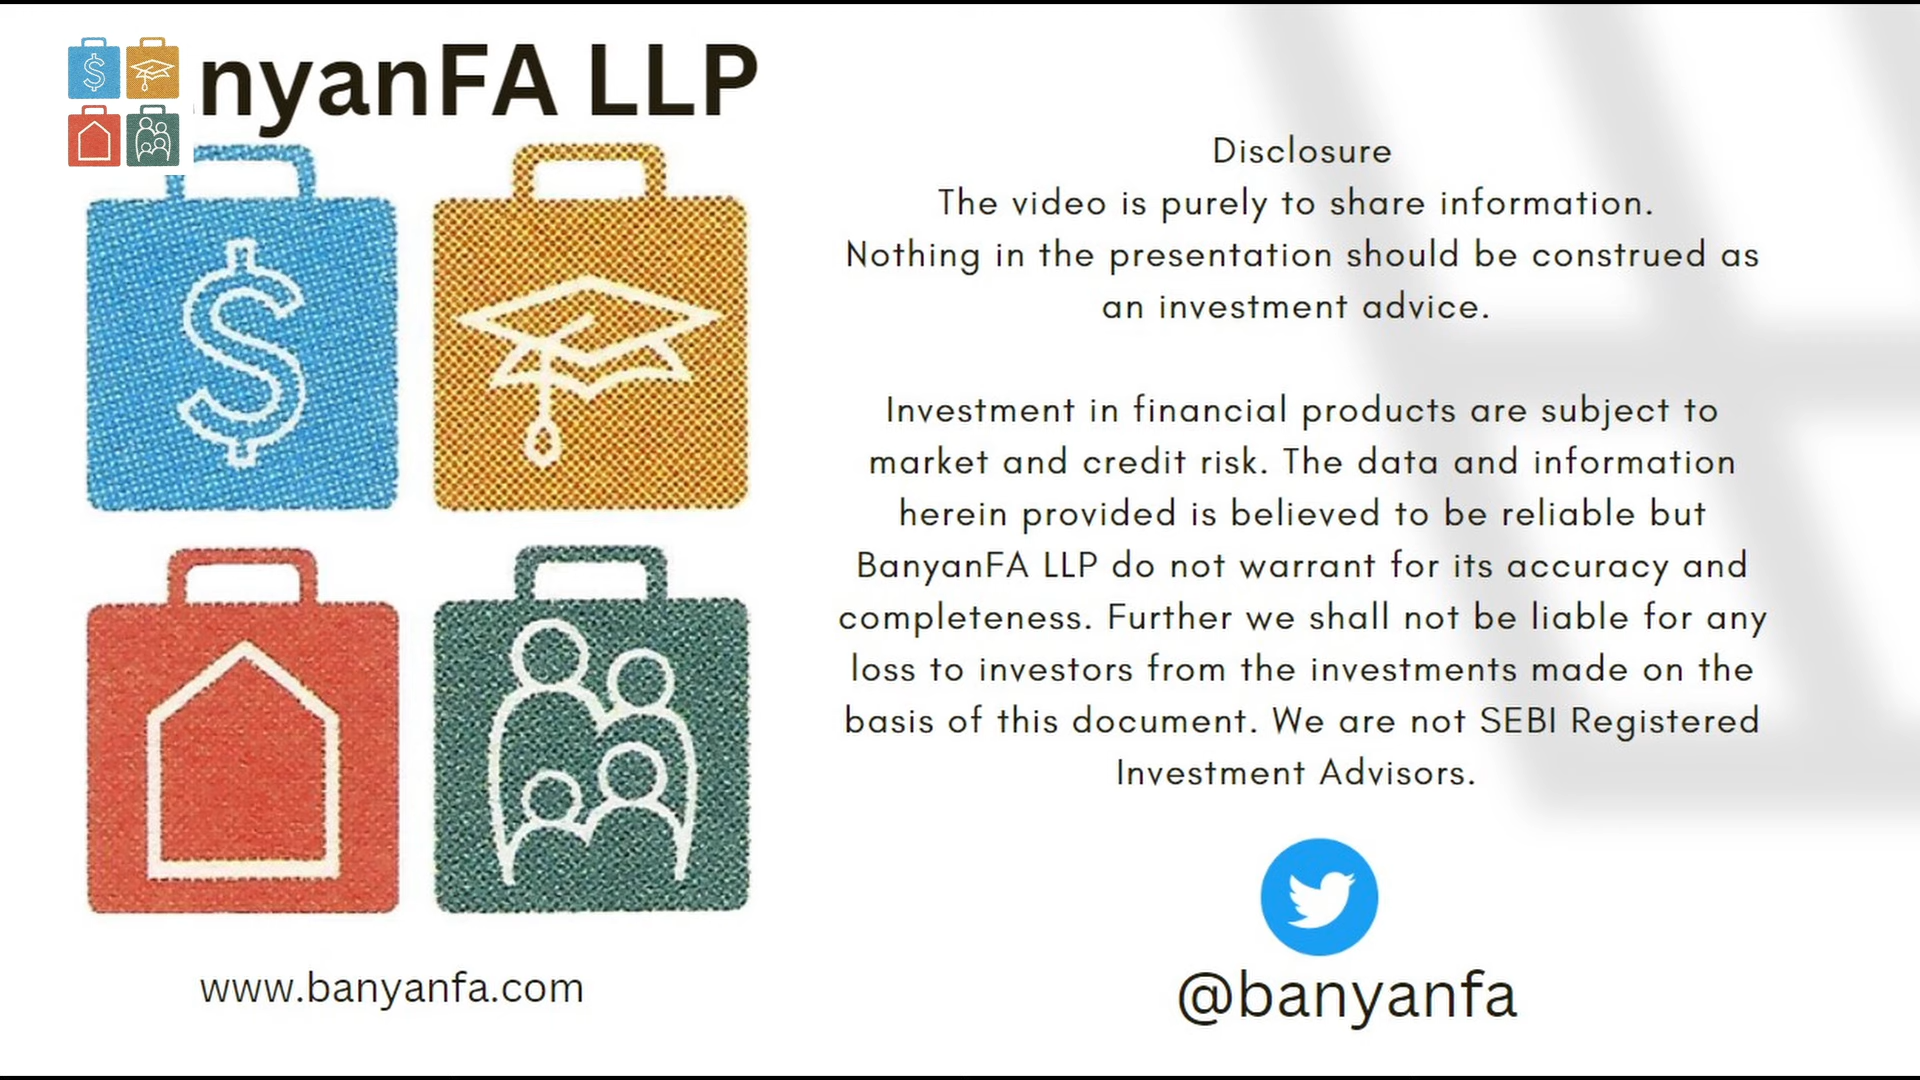 nyanFA LLP
Disclosure
The video is purely to share information.
Nothing in the presentation should be construed as
an investment advice.
Investment in financial products are subject to
market and credit risk. The data and information
herein provided is believed to be reliable but
BanyanFA LLP do not warrant for its accuracy and
completeness. Further we shall not be liable for any
loss to investors from the investments made on the
basis of this document. We are not SEBI Registered
Investment Advisors.
www.banyanfa.com
@banyanfa